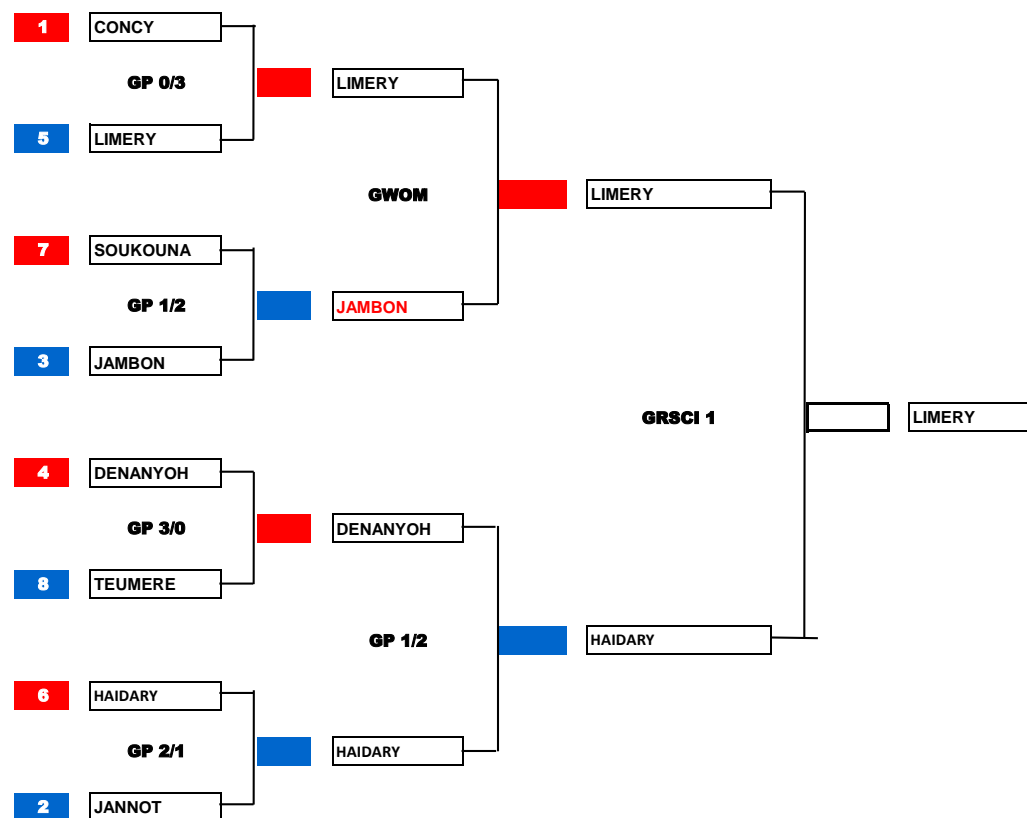 1 CONCY
GP 0/3 LIMERY
5 LIMERY
GWOM LIMERY
7 SOUKOUNA
GP 1/2 JAMBON
3 JAMBON
GRSCI 1 LIMERY
4 DENANYOH
GP 3/0 DENANYOH
8 TEUMERE
GP 1/2 HAIDARY
6 HAIDARY
GP 2/1 HAIDARY
2 JANNOT